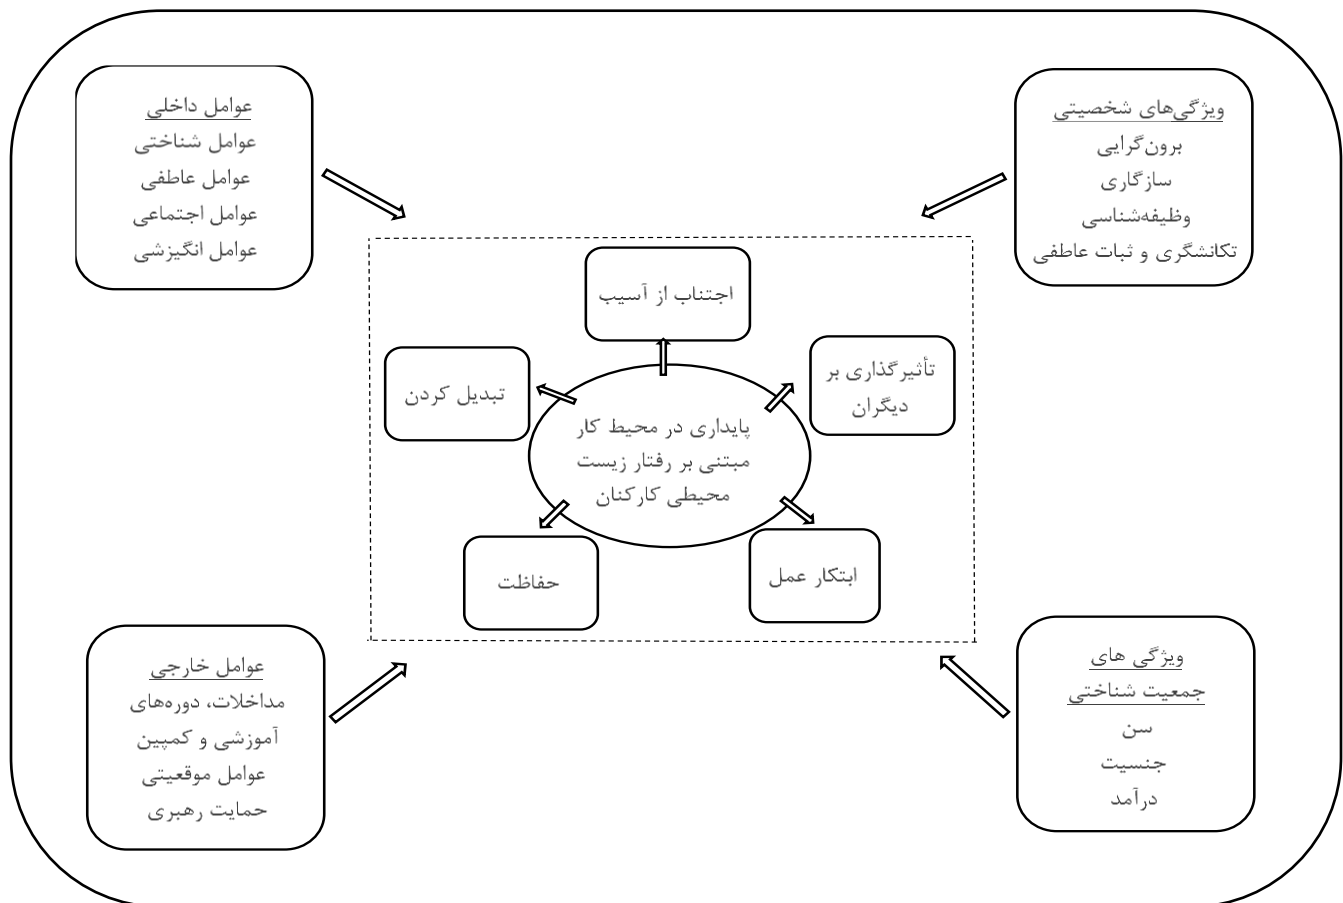 ویژگی‌های شخصیتی
برون‌گرایی
سازگاری
وظیفه‌شناسی
تکانشگری و ثبات عاطفی
عوامل داخلی
عوامل شناختی
عوامل عاطفی
عوامل اجتماعی
عوامل انگیزشی
اجتناب از آسیب
تأثیرگذاری بر
دیگران
تبدیل کردن
پایداری در محیط کار
مبتنی بر رفتار زیست
محیطی کارکنان
ابتکار عمل
حفاظت
ویژگی های
جمعیت شناختی
سن
جنسیت
درآمد
عوامل خارجی
مداخلات، دوره‌های
آموزشی و کمپین
عوامل موقعیتی
حمایت رهبری